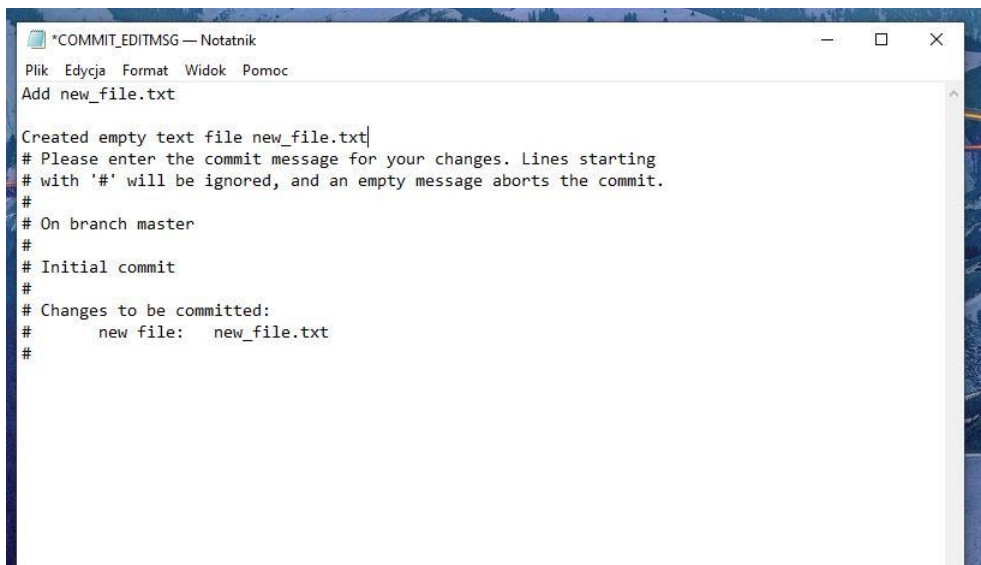 *COMMIT_EDITMSG — Notatnik
Plik Edycja Format Widok Pomoc
Add new_file.txt

Created empty text file new_file.txt
# Please enter the commit message for your changes. Lines starting
# with '#' will be ignored, and an empty message aborts the commit.
#
# On branch master
#
# Initial commit
#
# Changes to be committed:
#       new file:   new_file.txt
#